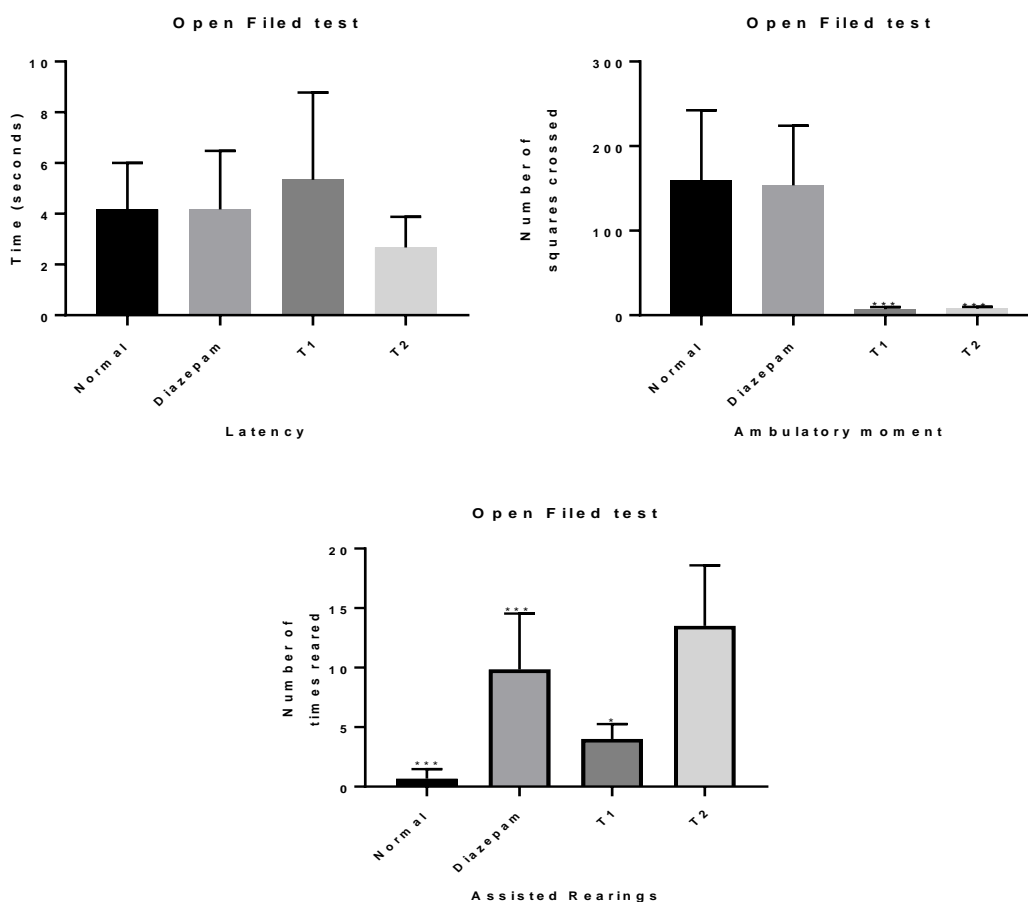 Open Filed test
Time (seconds)
10
8
6
4
2
0
Normal
Diazepam
T1
T2
Latency
Open Filed test
Number of
squares crossed
300
200
100
0
***
***
Normal
Diazepam
T1
T2
Ambulatory moment
Open Filed test
Number of
times reared
20
15
10
5
0
***
***
*
Normal
Diazepam
T1
T2
Assisted Rearings